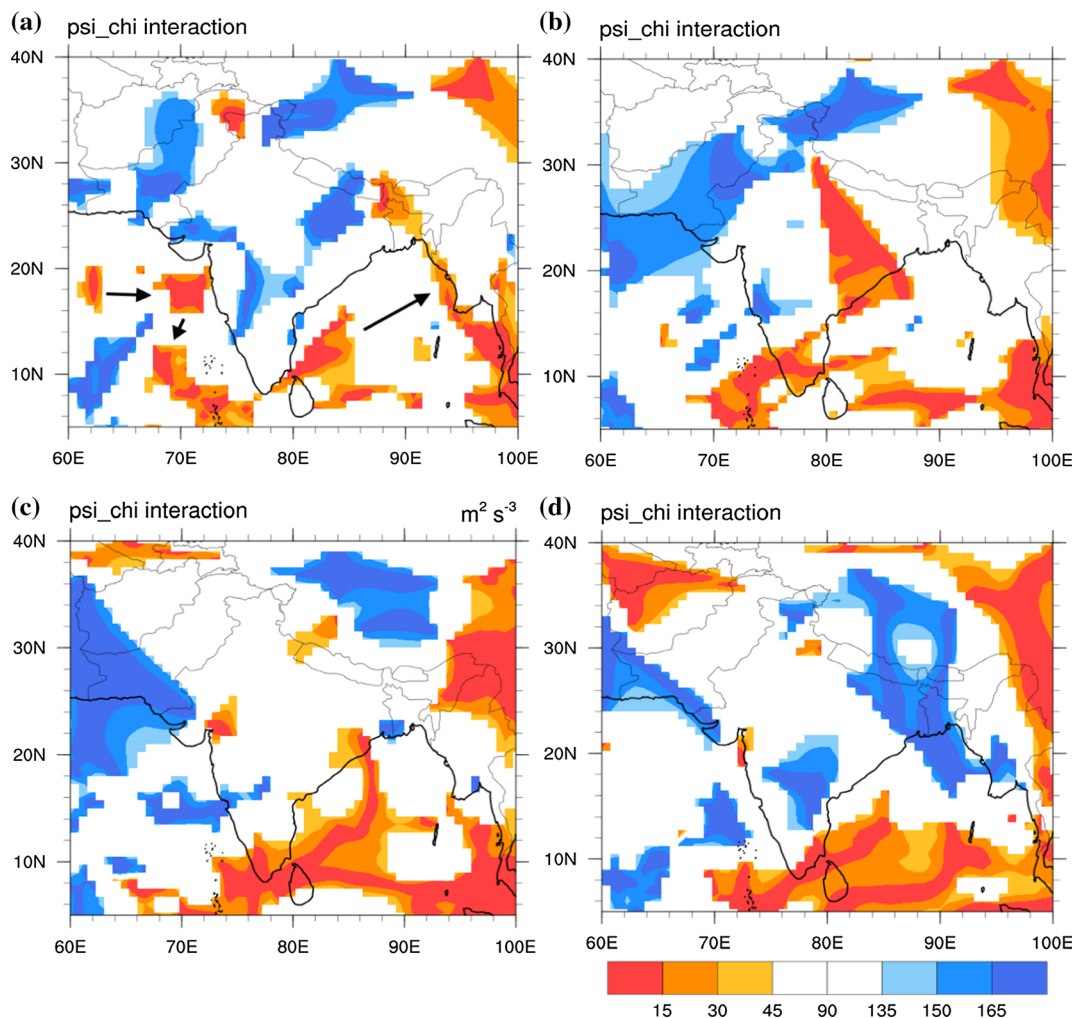 (a) psi_chi interaction
(b) psi_chi interaction
40N
30N
20N
10N
60E 70E 80E 90E 100E
40N
30N
20N
10N
60E 70E 80E 90E 100E
(c) psi_chi interaction m² s⁻³
(d) psi_chi interaction
40N
30N
20N
10N
60E 70E 80E 90E 100E
40N
30N
20N
10N
60E 70E 80E 90E 100E
15 30 45 90 135 150 165